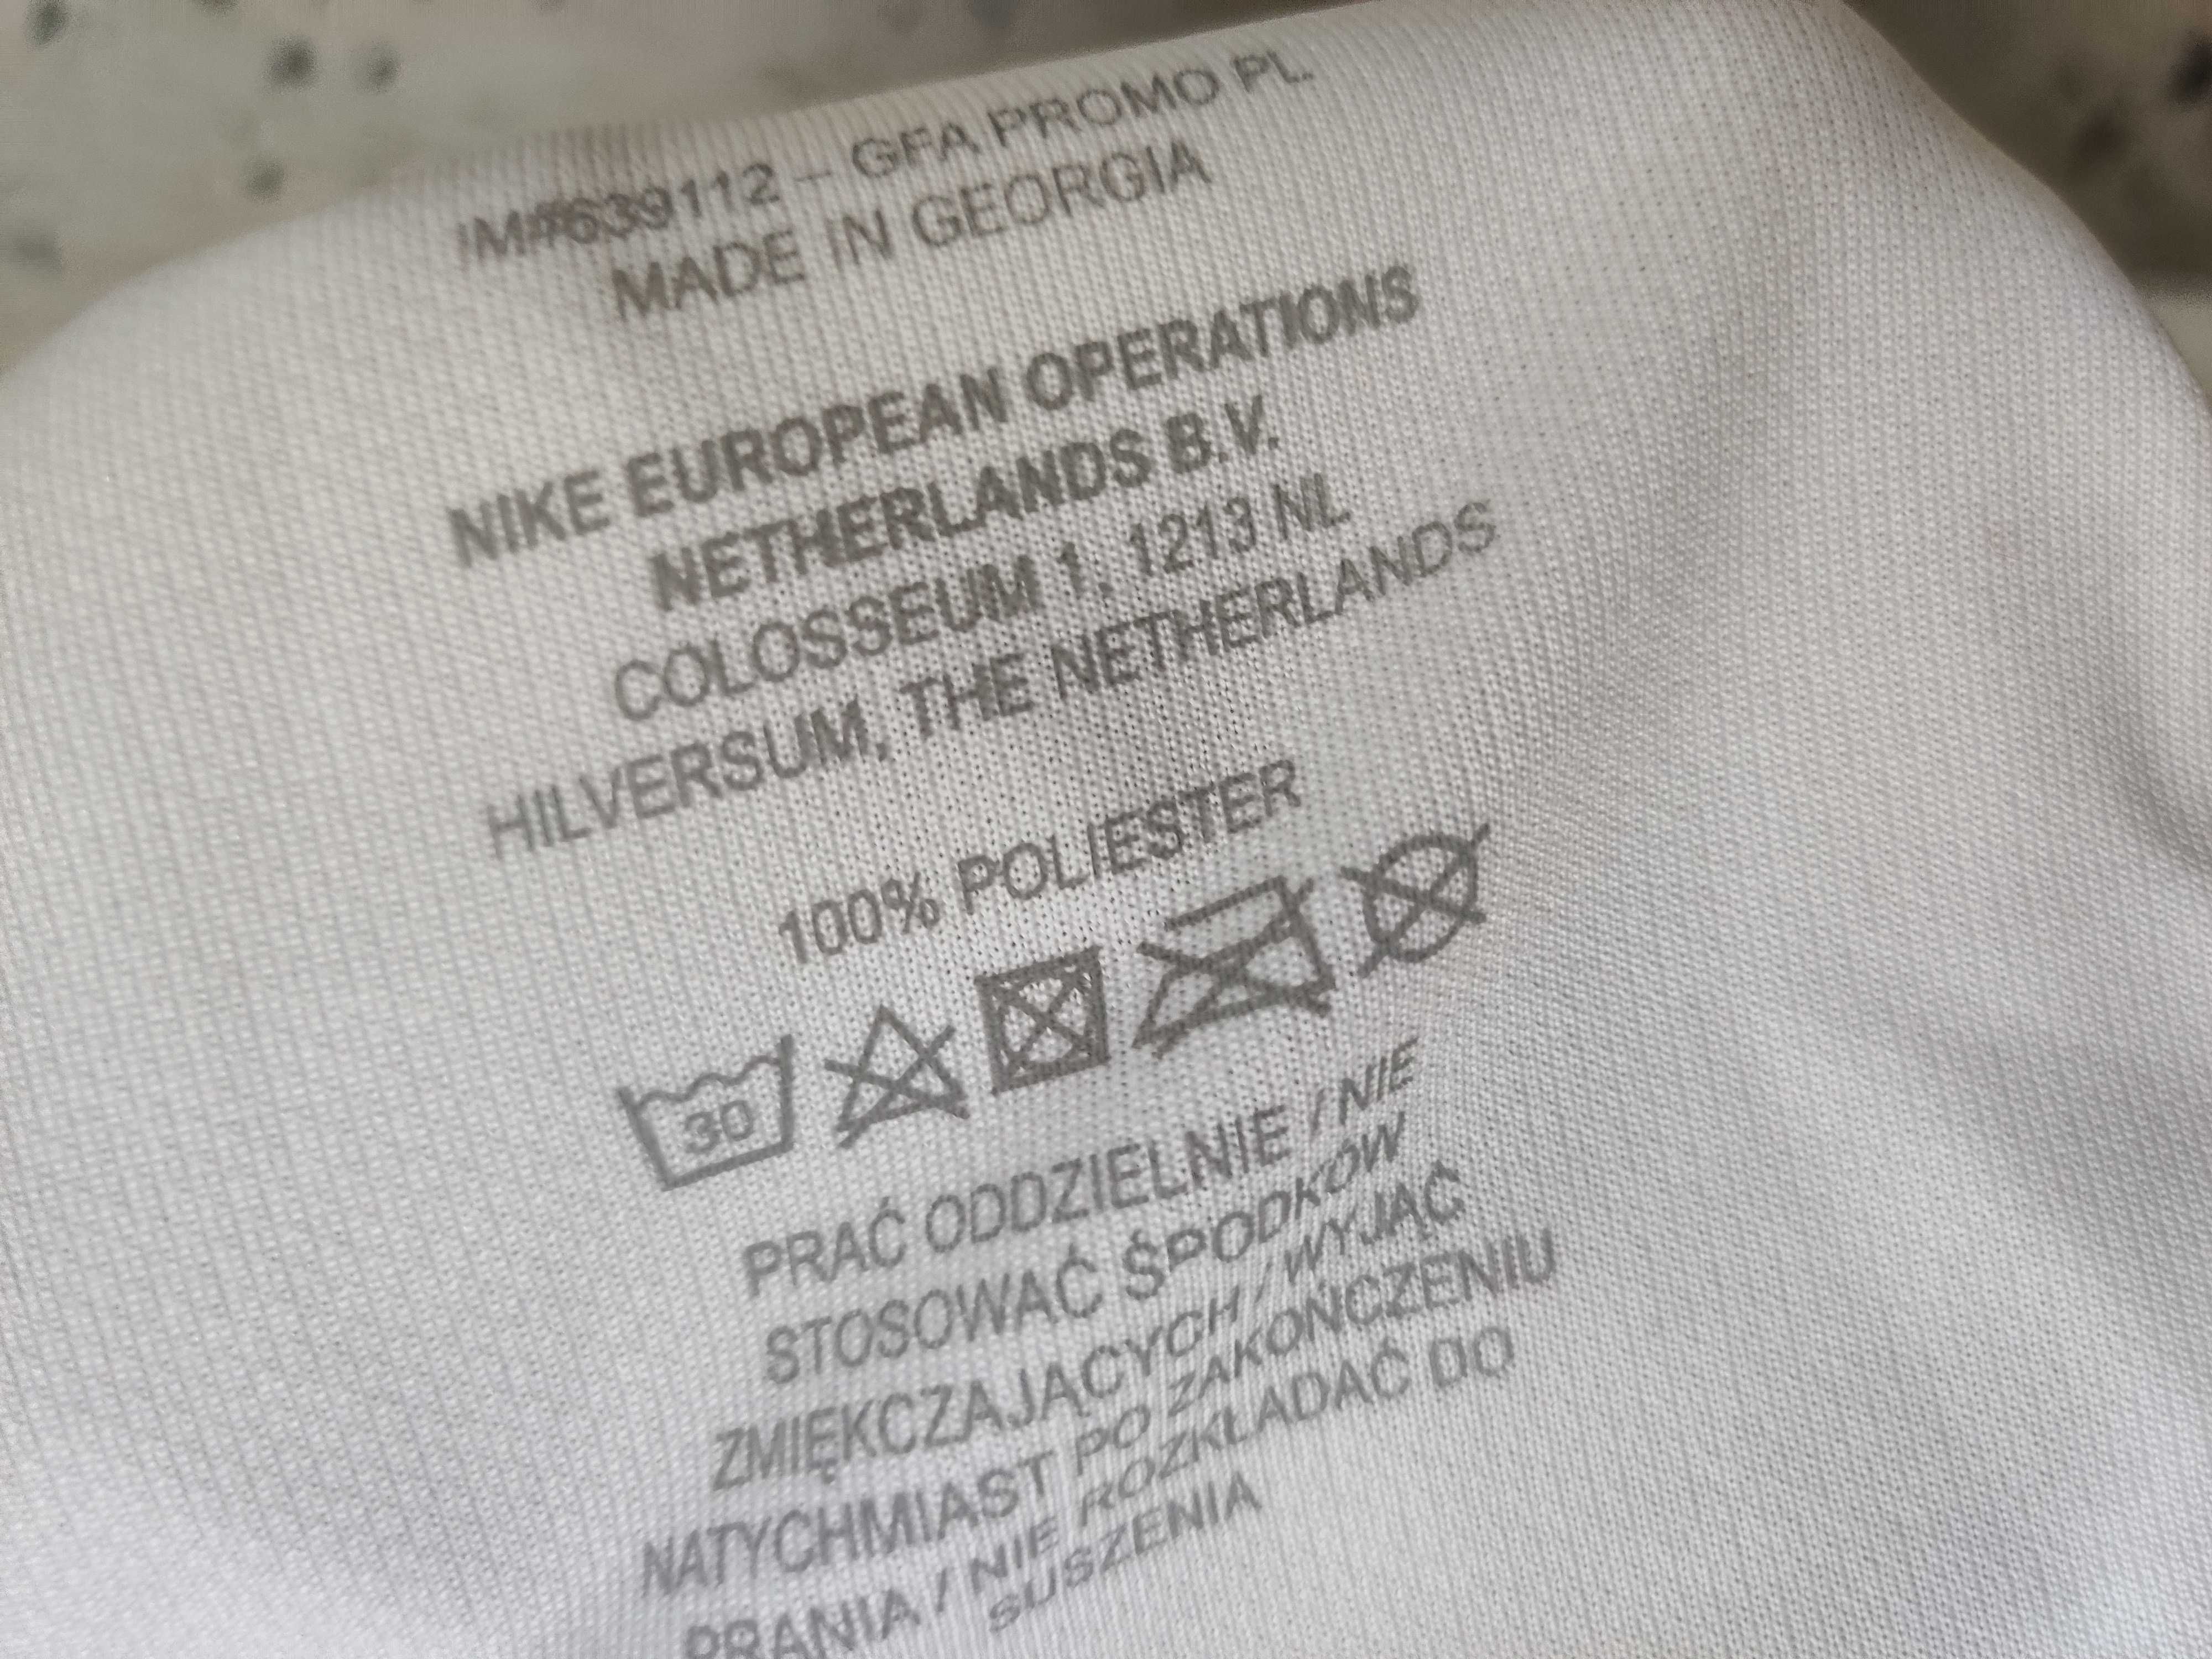 IM#639112 – GFA PROMO PL.
MADE IN GEORGIA
NIKE EUROPEAN OPERATIONS
NETHERLANDS B.V.
COLOSSEUM 1, 1213 NL
HILVERSUM, THE NETHERLANDS
100% POLIESTER
30
PRAĆ ODDZIELNIE / NIE
STOSOWAĆ ŚPODKÓW
ZMIĘKCZAJĄCYCH / WYJĄĆ
NATYCHMIAST PO ZAKOŃCZENIU
PRANIA / NIE ROZKŁADAĆ DO
SUSZENIA